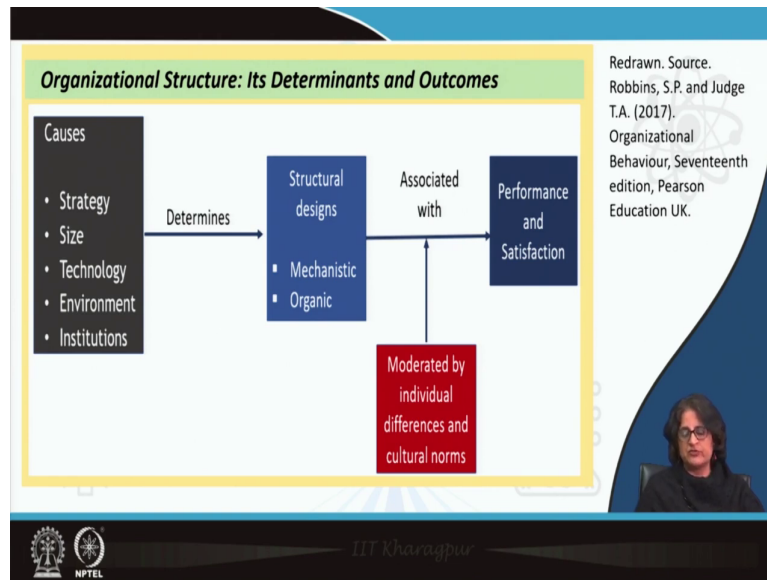 Organizational Structure: Its Determinants and Outcomes
Causes
• Strategy
• Size
• Technology
• Environment
• Institutions
Determines
Structural
designs
▪ Mechanistic
▪ Organic
Associated
with
Performance
and
Satisfaction
Moderated by
individual
differences and
cultural norms
Redrawn. Source.
Robbins, S.P. and Judge
T.A. (2017).
Organizational
Behaviour, Seventeenth
edition, Pearson
Education UK.
IIT Kharagpur
NPTEL